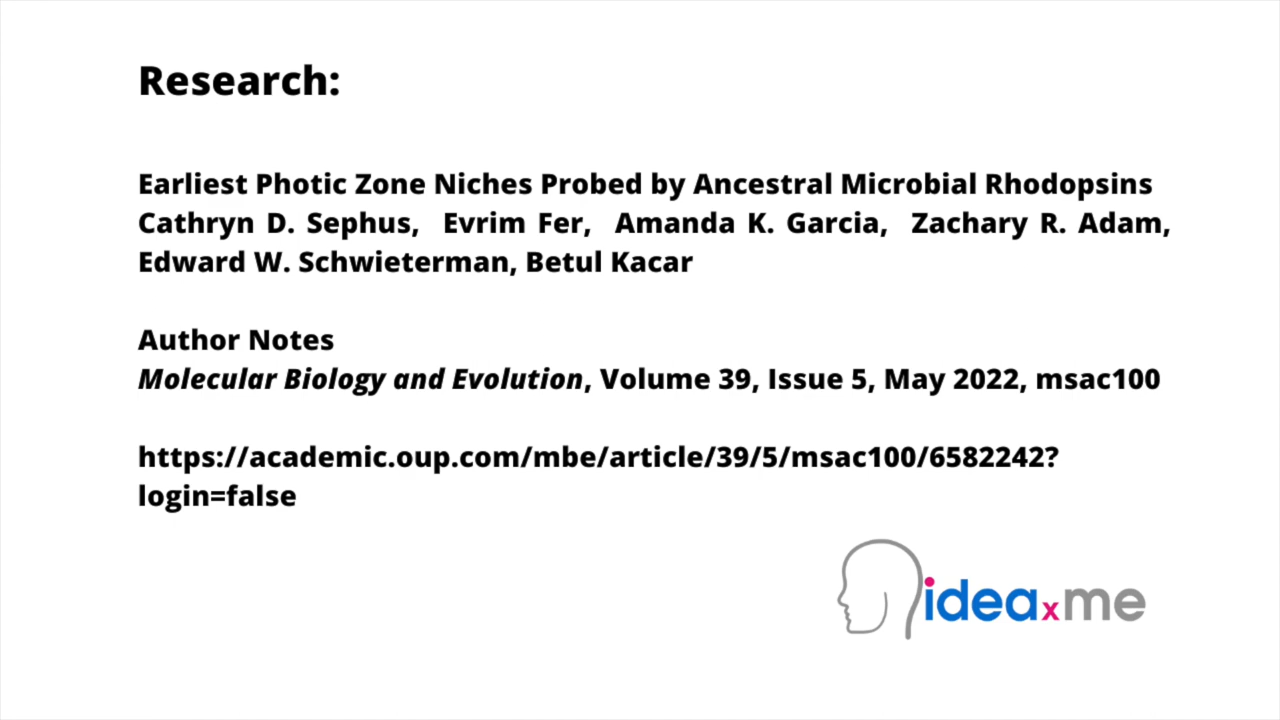 Research:
Earliest Photic Zone Niches Probed by Ancestral Microbial Rhodopsins
Cathryn D. Sephus, Evrim Fer, Amanda K. Garcia, Zachary R. Adam,
Edward W. Schwieterman, Betul Kacar
Author Notes
Molecular Biology and Evolution, Volume 39, Issue 5, May 2022, msac100
https://academic.oup.com/mbe/article/39/5/msac100/6582242?
login=false
ideaxme